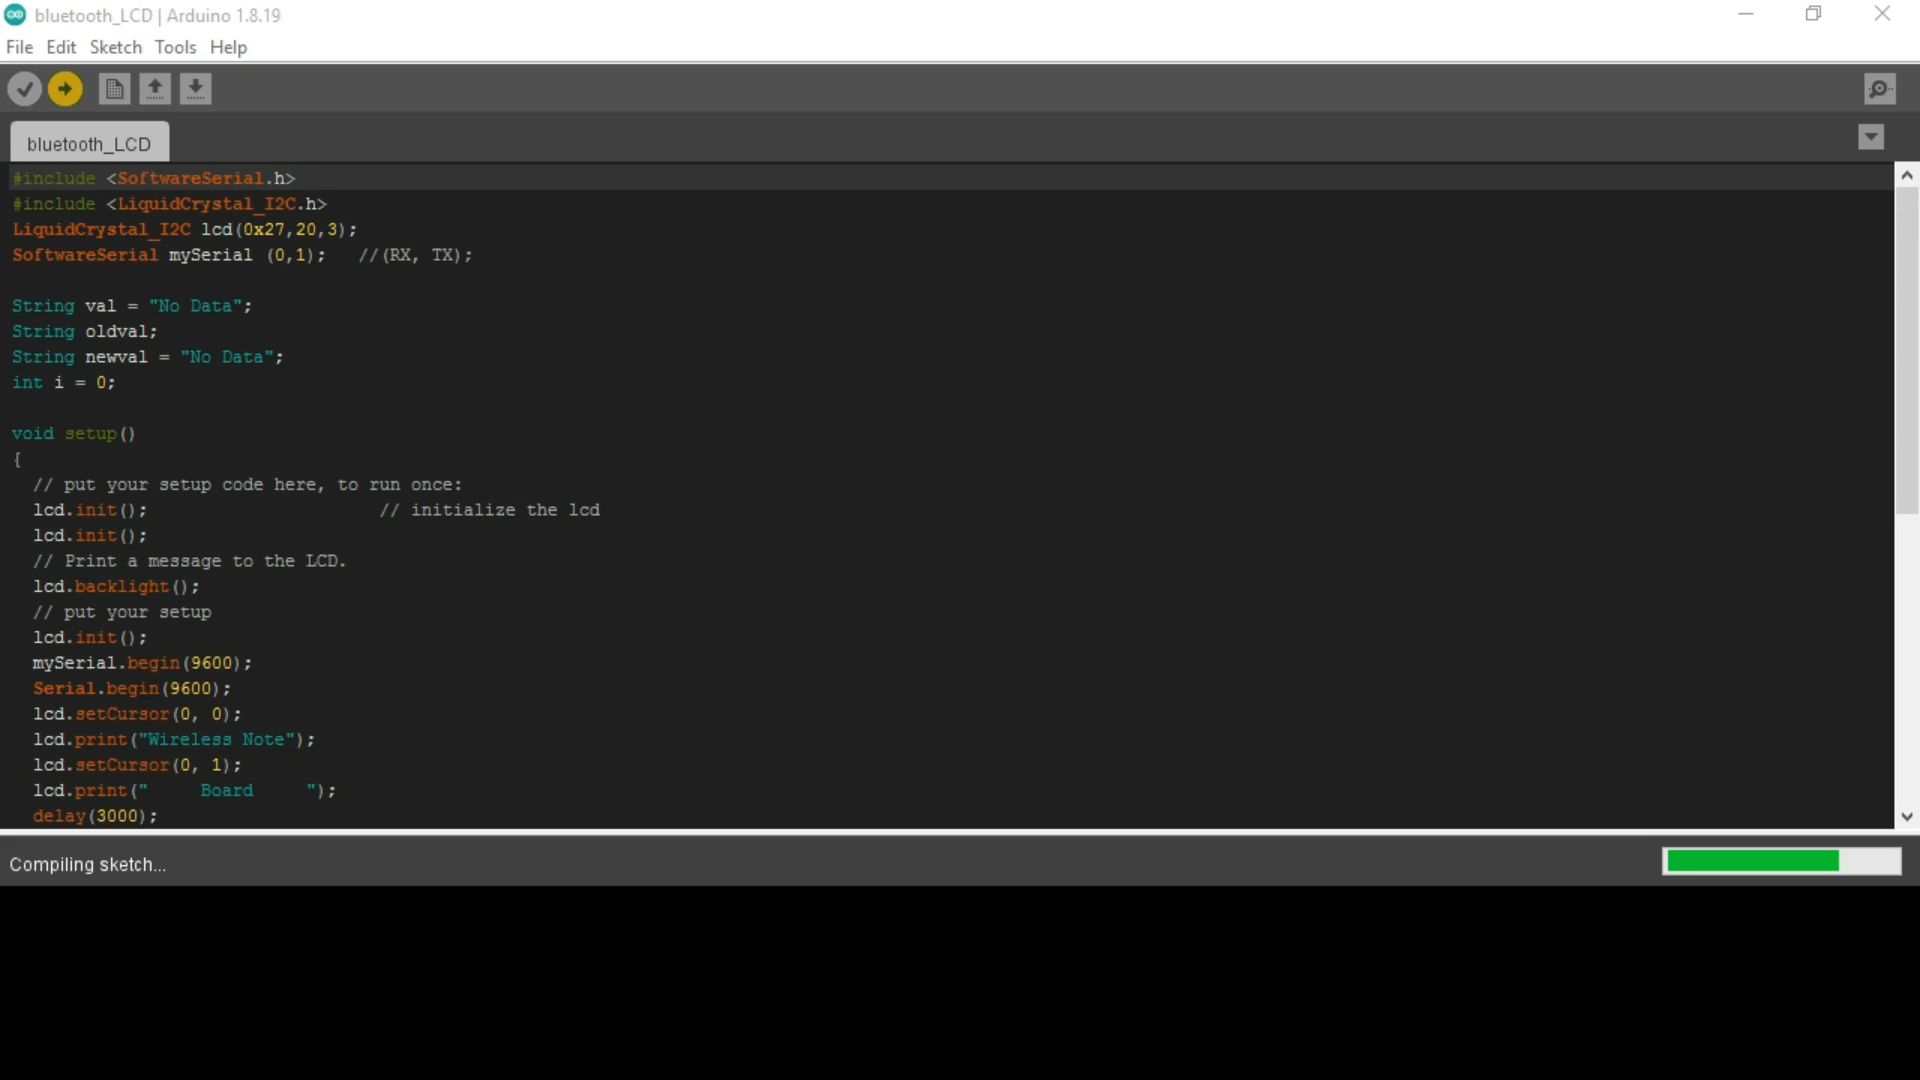 bluetooth_LCD | Arduino 1.8.19
File Edit Sketch Tools Help
bluetooth_LCD
#include <SoftwareSerial.h>
#include <LiquidCrystal_I2C.h>
LiquidCrystal_I2C lcd(0x27,20,3);
SoftwareSerial mySerial (0,1);   //(RX, TX);
String val = "No Data";
String oldval;
String newval = "No Data";
int i = 0;
void setup()
{
  // put your setup code here, to run once:
  lcd.init();                      // initialize the lcd
  lcd.init();
  // Print a message to the LCD.
  lcd.backlight();
  // put your setup
  lcd.init();
  mySerial.begin(9600);
  Serial.begin(9600);
  lcd.setCursor(0, 0);
  lcd.print("Wireless Note");
  lcd.setCursor(0, 1);
  lcd.print("     Board     ");
  delay(3000);
Compiling sketch...